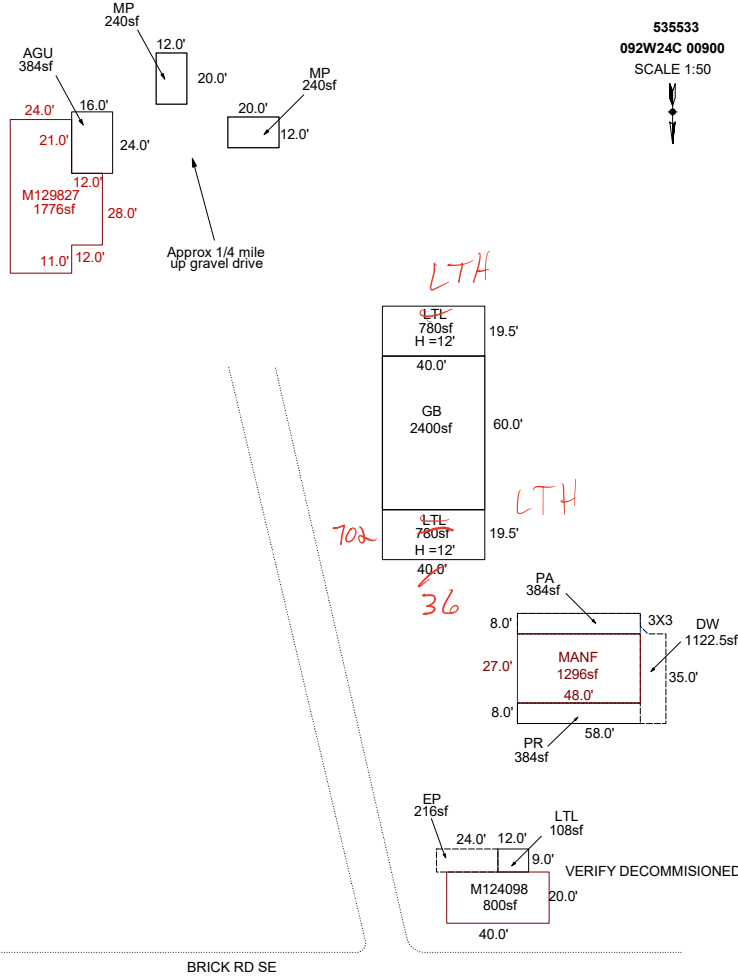 MP
240sf
12.0'
20.0'
AGU
384sf
16.0'
24.0'
MP
240sf
20.0'
12.0'
535533
092W24C 00900
SCALE 1:50
24.0'
21.0'
12.0'
M129827
1776sf
28.0'
11.0'
12.0'
Approx 1/4 mile
up gravel drive
LTH
LTL
780sf
H =12'
19.5'
40.0'
GB
2400sf
60.0'
LTH
702
LTL
780sf
H =12'
19.5'
40.0'
36
PA
384sf
8.0'
3X3
DW
1122.5sf
27.0'
MANF
1296sf
48.0'
35.0'
8.0'
58.0'
PR
384sf
EP
216sf
24.0'
12.0'
LTL
108sf
9.0'
VERIFY DECOMMISIONED
M124098
800sf
20.0'
40.0'
BRICK RD SE